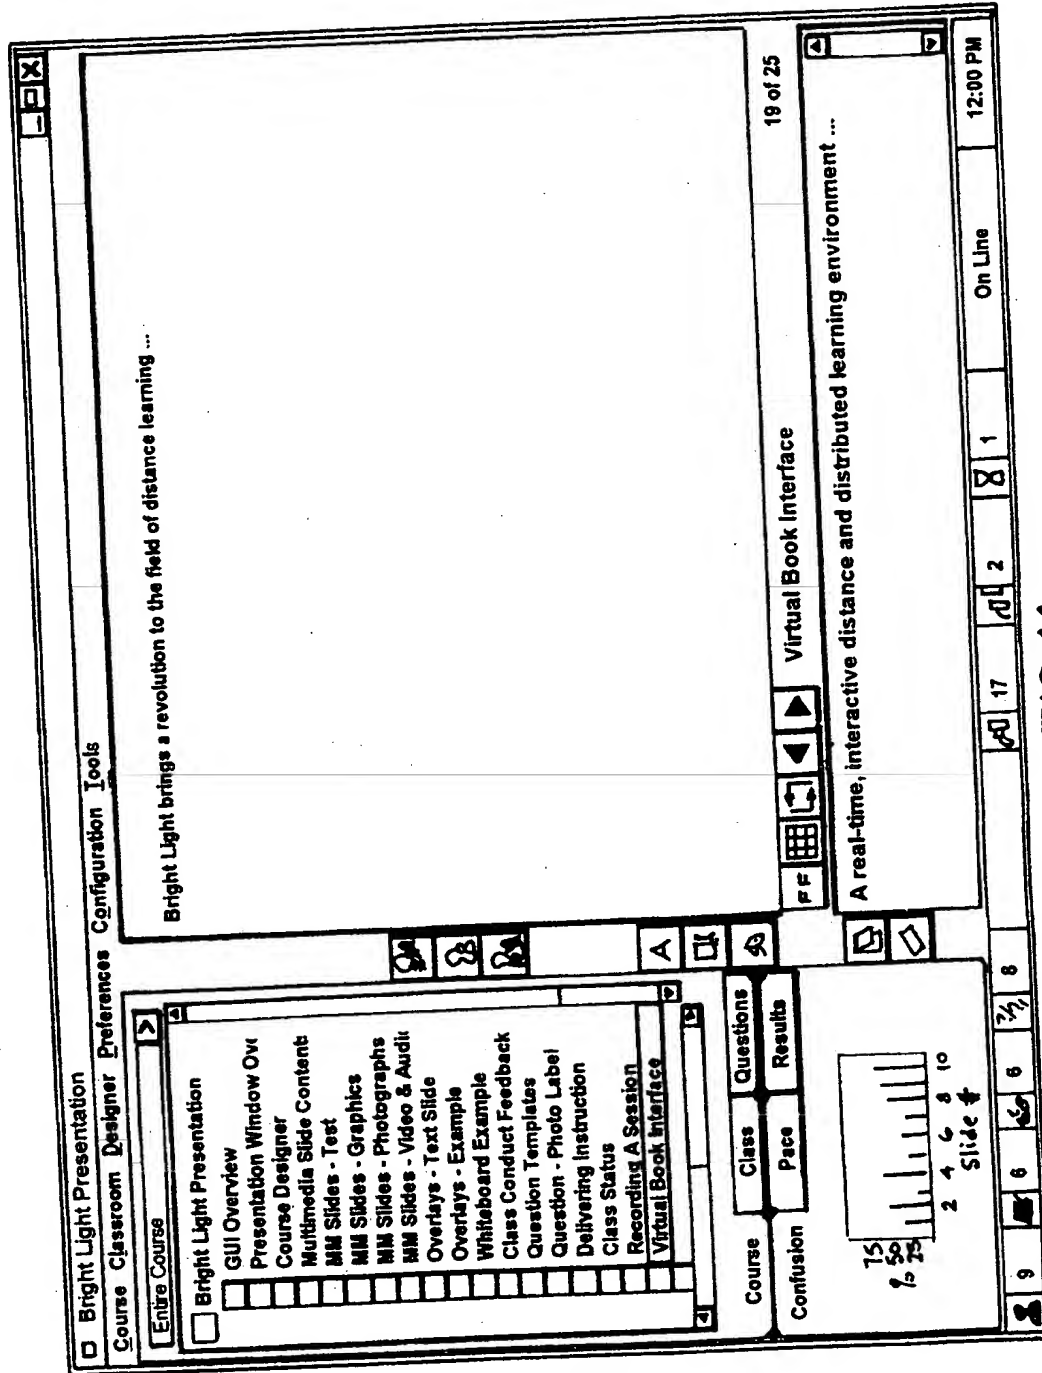 Bright Light Presentation
Course Classroom Designer Preferences Configuration Tools
Entire Course
Bright Light Presentation
GUI Overview
Presentation Window Ove
Course Designer
Multimedia Slide Content
MM Slides - Test
MM Slides - Graphics
MM Slides - Photographs
MM Slides - Video & Audi
Overlays - Text Slide
Overlays - Example
Whiteboard Example
Class Conduct Feedback
Question Templates
Question - Photo Label
Delivering Instruction
Class Status
Recording A Session
Virtual Book Interface
Bright Light brings a revolution to the field of distance learning ...
A
FF
Virtual Book Interface
19 of 25
Course
Class
Questions
Confusion
Pace
Results
75
% 50
25
2 4 6 8 10
Slide #
A real-time, interactive distance and distributed learning environment ...
9
6
6
8
17
2
1
On Line
12:00 PM